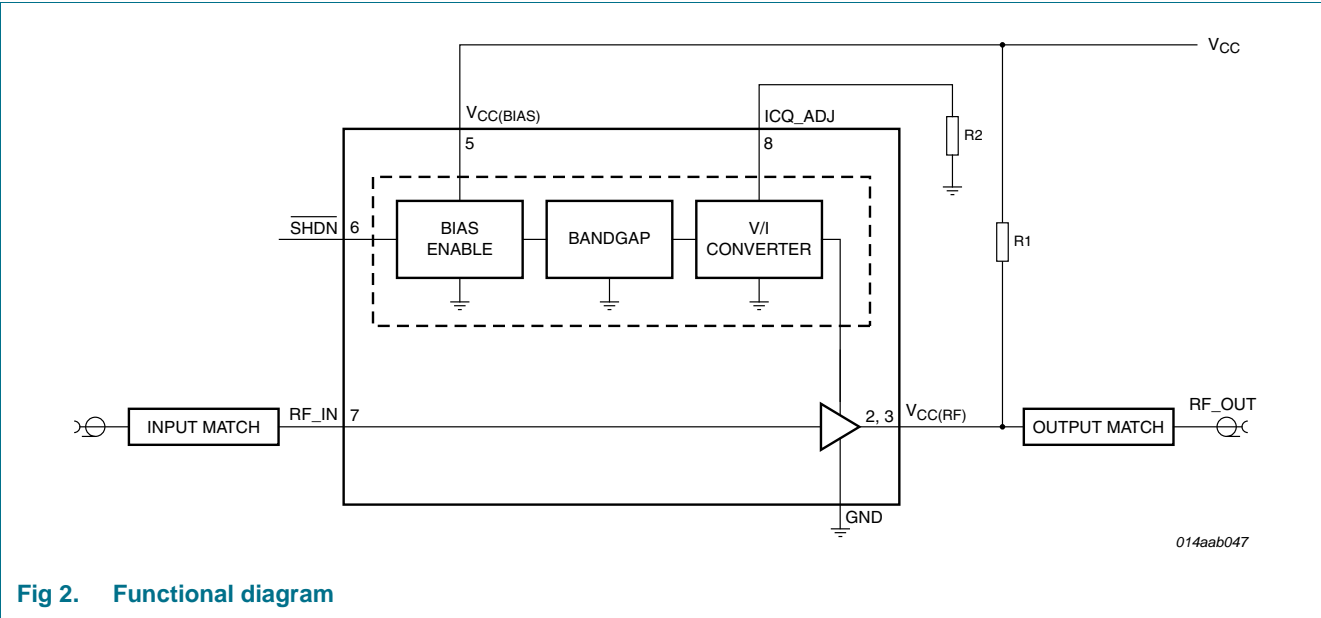 VCC
VCC(BIAS)
ICQ_ADJ
5
8
R2
SHDN
6
BIAS
ENABLE
BANDGAP
V/I
CONVERTER
R1
INPUT MATCH
RF_IN
7
2, 3
VCC(RF)
OUTPUT MATCH
RF_OUT
GND
014aab047
Fig 2. Functional diagram